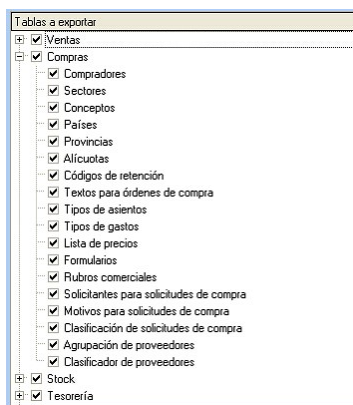 Tablas a exportar
Ventas
Compras
Compradores
Sectores
Conceptos
Países
Provincias
Alícuotas
Códigos de retención
Textos para órdenes de compra
Tipos de asientos
Tipos de gastos
Lista de precios
Formularios
Rubros comerciales
Solicitantes para solicitudes de compra
Motivos para solicitudes de compra
Clasificación de solicitudes de compra
Agrupación de proveedores
Clasificador de proveedores
Stock
Tesorería